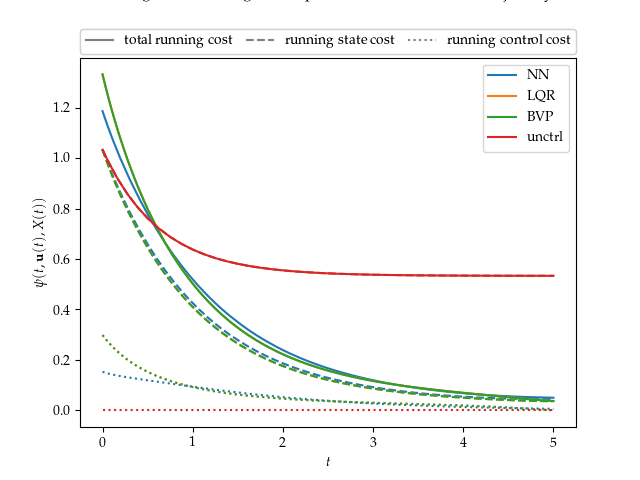 total running cost running state cost running control cost
NN
LQR
BVP
unctrl
ψ(t, u(t), X(t))
1.2
1.0
0.8
0.6
0.4
0.2
0.0
0 1 2 3 4 5
t